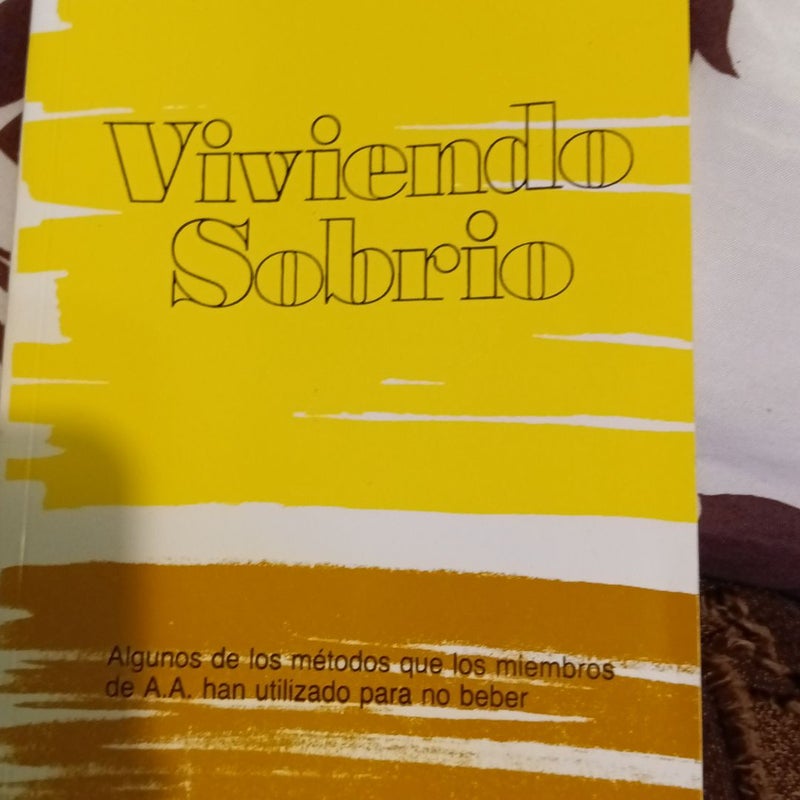 Viviendo
Sobrio
Algunos de los métodos que los miembros
de A.A. han utilizado para no beber